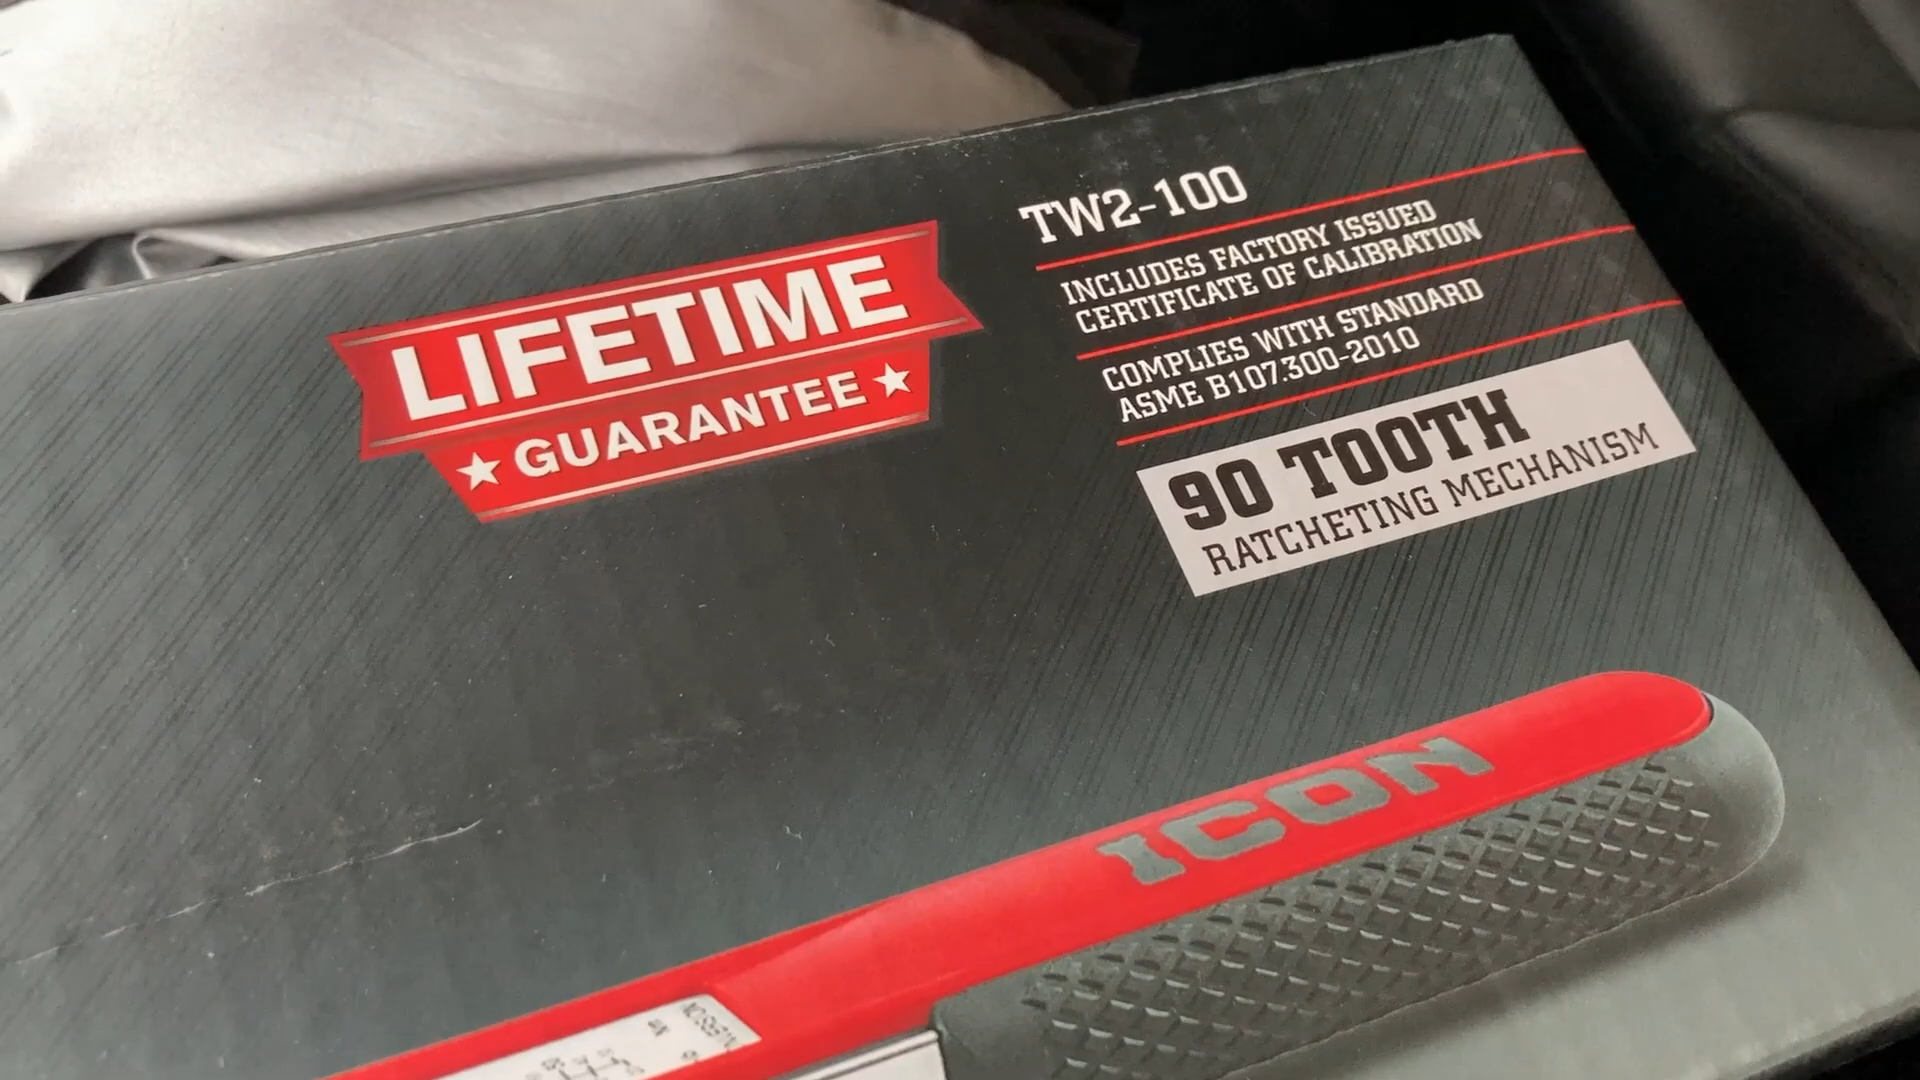 TW2-100
INCLUDES FACTORY ISSUED
CERTIFICATE OF CALIBRATION
COMPLIES WITH STANDARD
ASME B107.300-2010
LIFETIME
GUARANTEE
90 TOOTH
RATCHETING MECHANISM
ICON